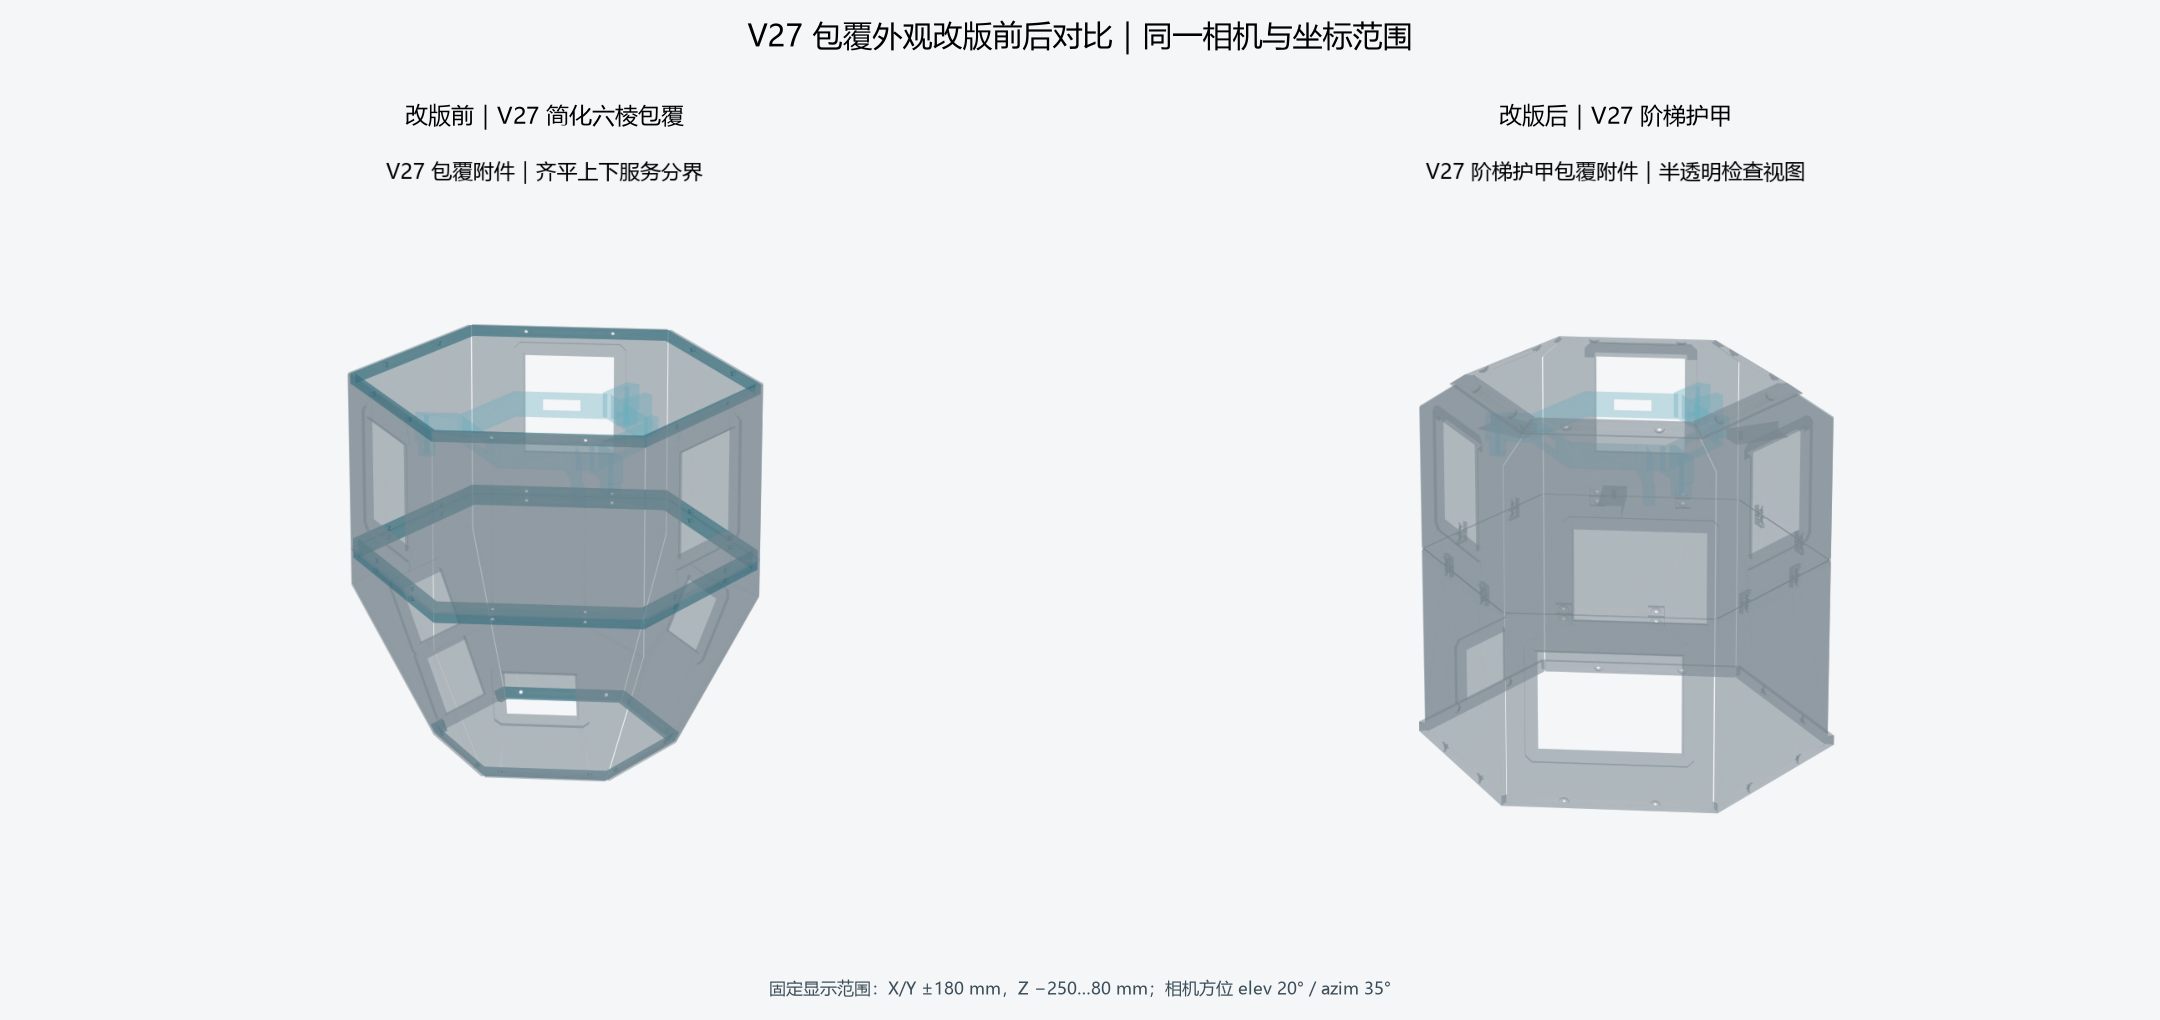 V27 包覆外观改版前后对比｜同一相机与坐标范围
改版前｜V27 简化六棱包覆
V27 包覆附件｜齐平上下服务分界
改版后｜V27 阶梯护甲
V27 阶梯护甲包覆附件｜半透明检查视图
固定显示范围：X/Y ±180 mm，Z −250…80 mm；相机方位 elev 20° / azim 35°